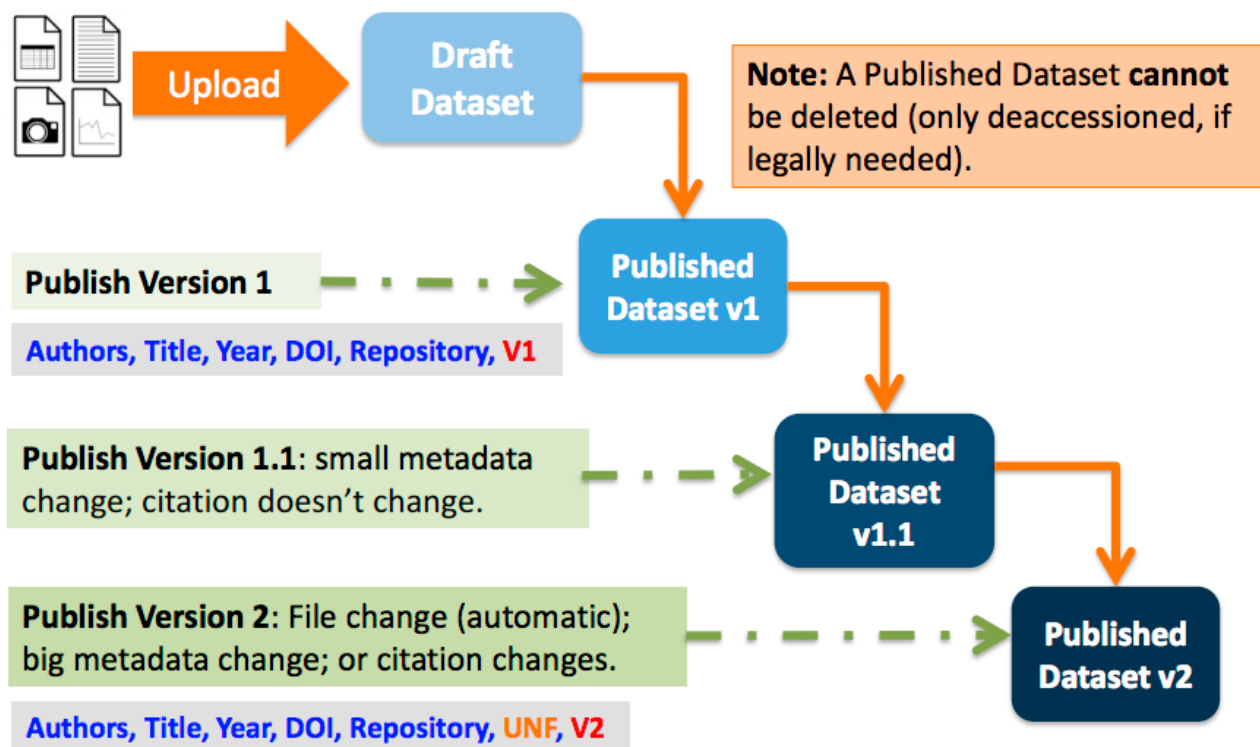 Upload
Draft
Dataset
Note: A Published Dataset cannot
be deleted (only deaccessioned, if
legally needed).
Publish Version 1
Published
Dataset v1
Authors, Title, Year, DOI, Repository, V1
Publish Version 1.1: small metadata
change; citation doesn’t change.
Published
Dataset
v1.1
Publish Version 2: File change (automatic);
big metadata change; or citation changes.
Published
Dataset v2
Authors, Title, Year, DOI, Repository, UNF, V2